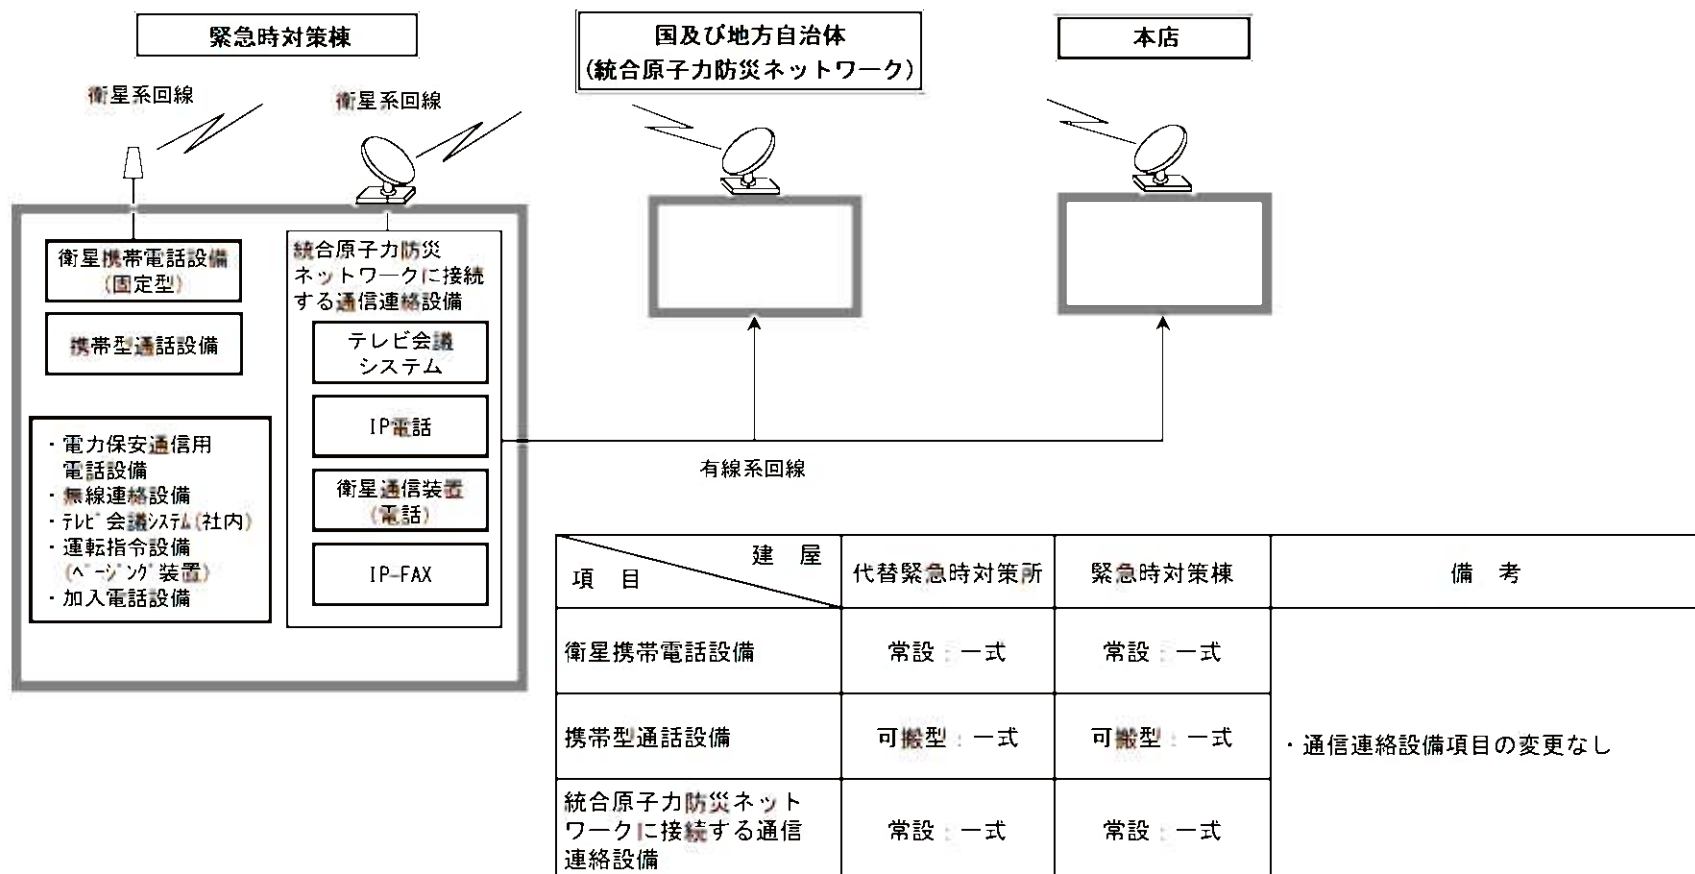 緊急時対策棟
国及び地方自治体
(統合原子力防災ネットワーク)
本店
衛星系回線
衛星系回線
衛星携帯電話設備
(固定型)
携帯型通話設備
・電力保安通信用
電話設備
・無線連絡設備
・テレビ会議システム(社内)
・運転指令設備
(ページング装置)
・加入電話設備
統合原子力防災
ネットワークに接続
する通信連絡設備
テレビ会議
システム
IP電話
衛星通信装置
(電話)
IP-FAX
有線系回線
建 屋
項 目
代替緊急時対策所
緊急時対策棟
備 考
衛星携帯電話設備
常設:一式
常設:一式
携帯型通話設備
可搬型:一式
可搬型:一式
・通信連絡設備項目の変更なし
統合原子力防災ネット
ワークに接続する通信
連絡設備
常設:一式
常設:一式